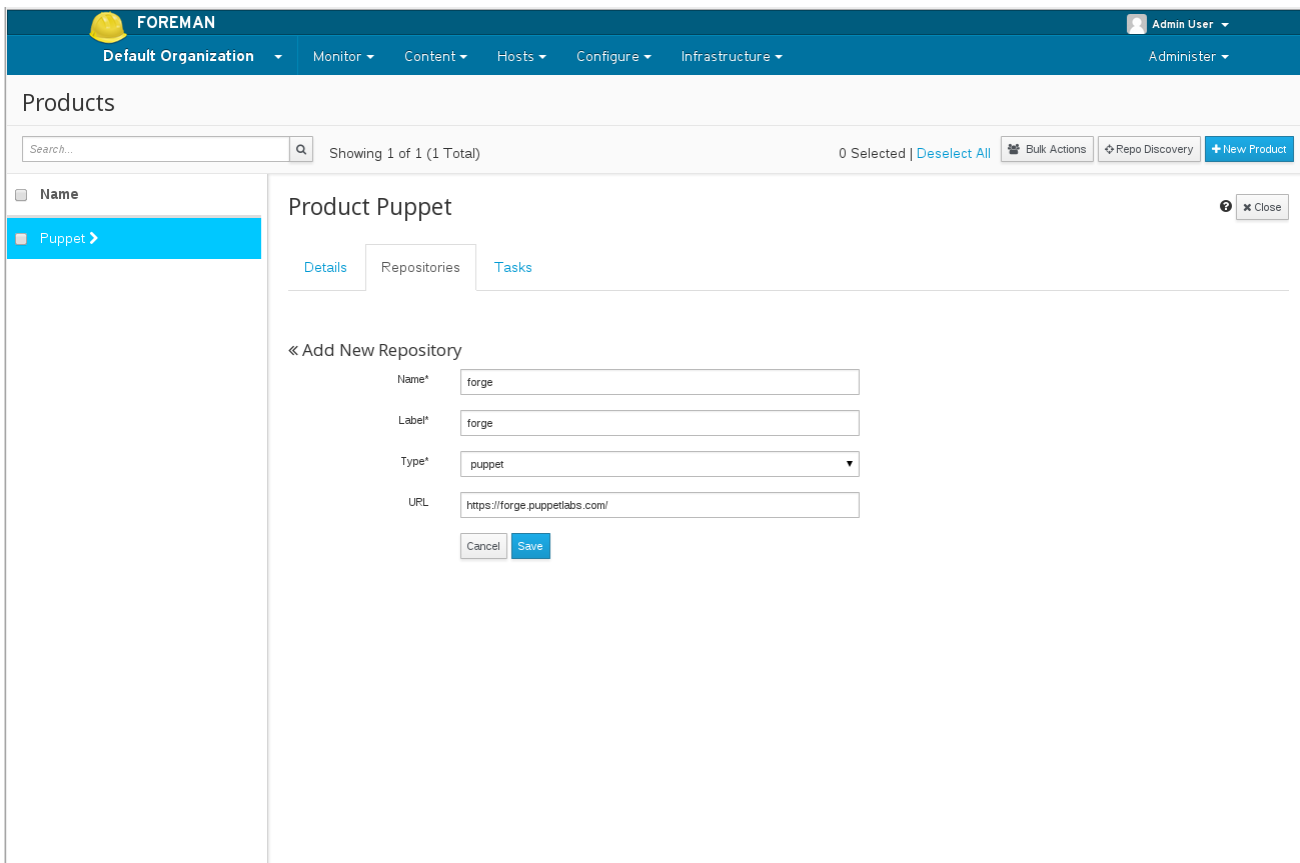 FOREMAN
Admin User
Default Organization Monitor Content Hosts Configure Infrastructure Administer
Products
Search... Showing 1 of 1 (1 Total) 0 Selected | Deselect All Bulk Actions Repo Discovery +New Product
Name
Product Puppet ? × Close
Puppet
Details Repositories Tasks
« Add New Repository
Name* forge
Label* forge
Type* puppet
URL https://forge.puppetlabs.com/
Cancel Save